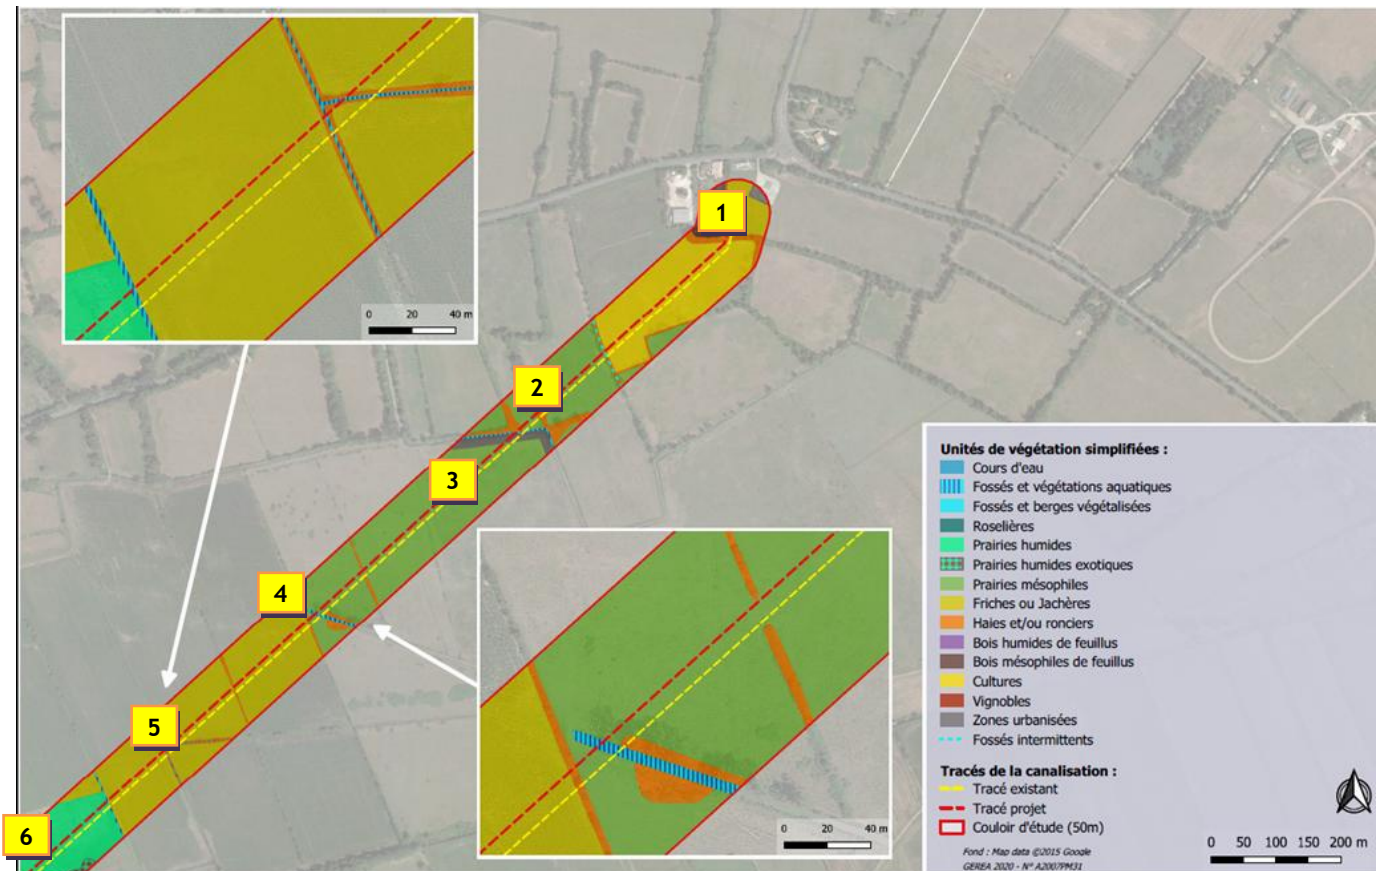 0 20 40 m
1
2
3
4
5
6
0 20 40 m
Unités de végétation simplifiées :
Cours d'eau
Fossés et végétations aquatiques
Fossés et berges végétalisées
Roselières
Prairies humides
Prairies humides exotiques
Prairies mésophiles
Friches ou Jachères
Haies et/ou ronciers
Bois humides de feuillus
Bois mésophiles de feuillus
Cultures
Vignobles
Zones urbanisées
Fossés intermittents
Tracés de la canalisation :
Tracé existant
Tracé projet
Couloir d'étude (50m)
Fond : Map data @2015 Google
GEREA 2020 - N° A2007PM31
0 50 100 150 200 m